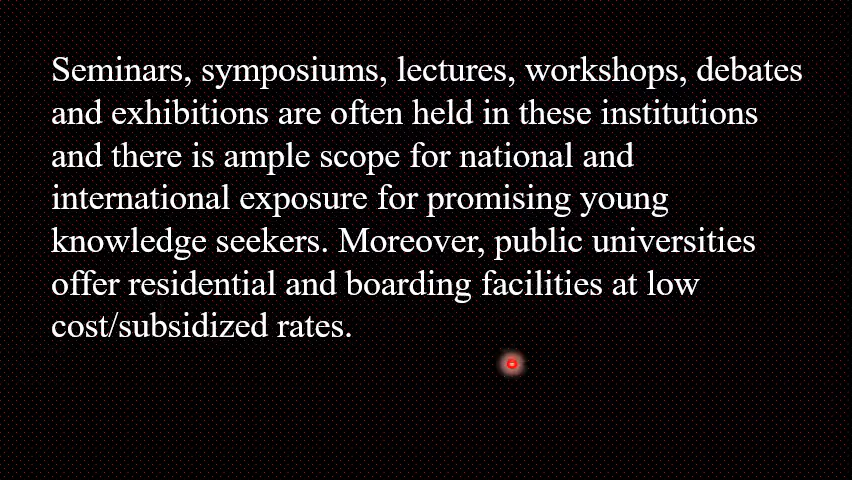 Seminars, symposiums, lectures, workshops, debates
and exhibitions are often held in these institutions
and there is ample scope for national and
international exposure for promising young
knowledge seekers. Moreover, public universities
offer residential and boarding facilities at low
cost/subsidized rates.